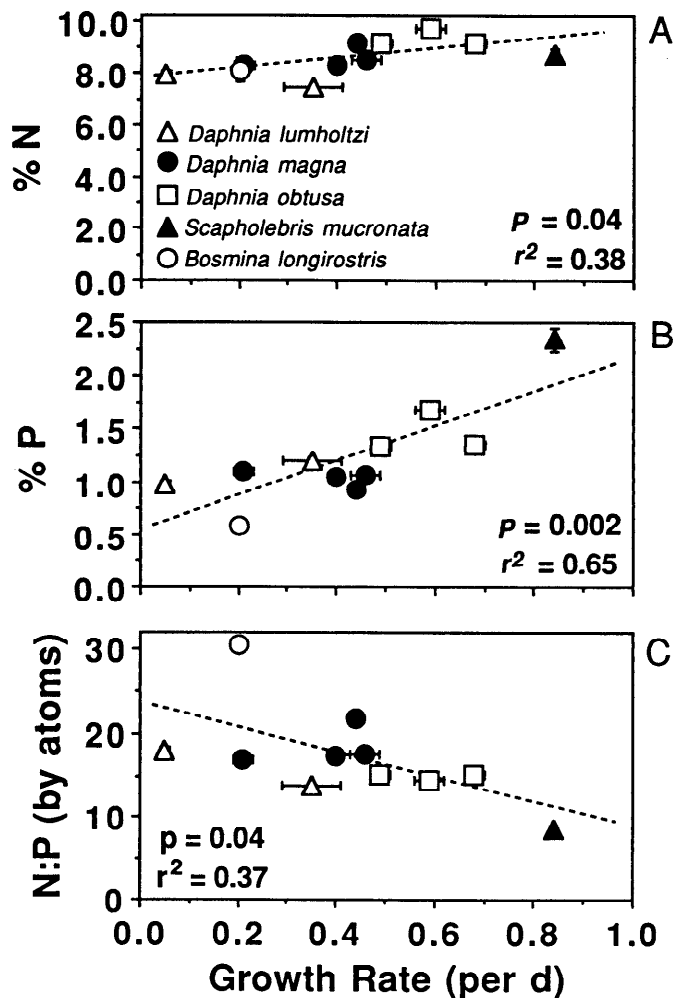 A
10.0
8.0
6.0
4.0
2.0
0.0
% N
Daphnia lumholtzi
Daphnia magna
Daphnia obtusa
Scapholebris mucronata
Bosmina longirostris
P = 0.04
r² = 0.38
B
2.5
2.0
1.5
1.0
0.5
0.0
% P
P = 0.002
r² = 0.65
C
30
20
10
0
N:P (by atoms)
p = 0.04
r² = 0.37
0.0 0.2 0.4 0.6 0.8 1.0
Growth Rate (per d)